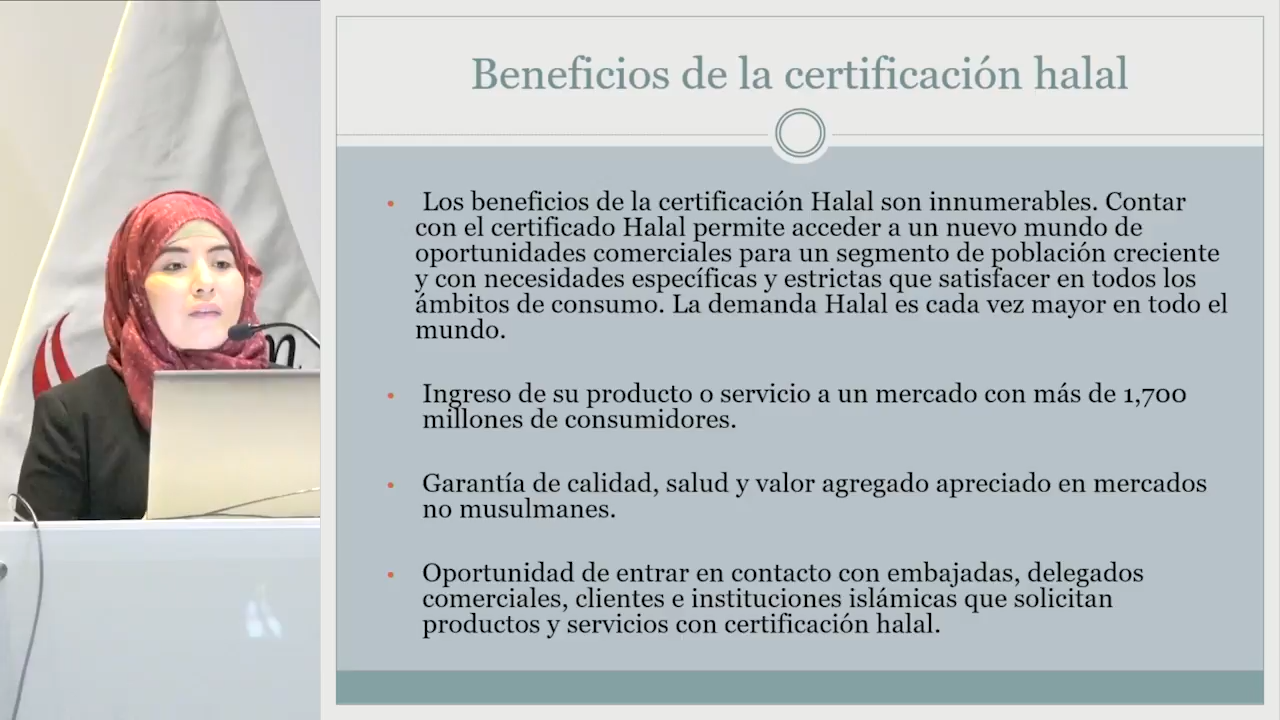 Beneficios de la certificación halal
Los beneficios de la certificación Halal son innumerables. Contar
con el certificado Halal permite acceder a un nuevo mundo de
oportunidades comerciales para un segmento de población creciente
y con necesidades específicas y estrictas que satisfacer en todos los
ámbitos de consumo. La demanda Halal es cada vez mayor en todo el
mundo.
Ingreso de su producto o servicio a un mercado con más de 1,700
millones de consumidores.
Garantía de calidad, salud y valor agregado apreciado en mercados
no musulmanes.
Oportunidad de entrar en contacto con embajadas, delegados
comerciales, clientes e instituciones islámicas que solicitan
productos y servicios con certificación halal.